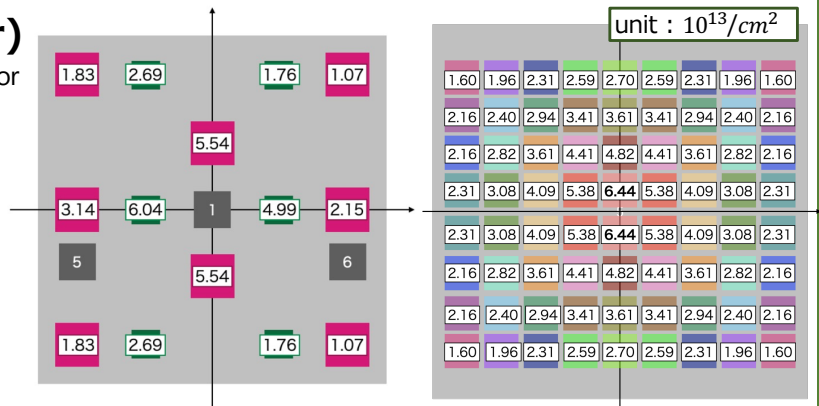 r)
or
unit : 10¹³/cm²
1.83 2.69 1.76 1.07
5.54
3.14 6.04 1 4.99 2.15
5 6
5.54
1.83 2.69 1.76 1.07
1.60 1.96 2.31 2.59 2.70 2.59 2.31 1.96 1.60
2.16 2.40 2.94 3.41 3.61 3.41 2.94 2.40 2.16
2.16 2.82 3.61 4.41 4.82 4.41 3.61 2.82 2.16
2.31 3.08 4.09 5.38 6.44 5.38 4.09 3.08 2.31
2.31 3.08 4.09 5.38 6.44 5.38 4.09 3.08 2.31
2.16 2.82 3.61 4.41 4.82 4.41 3.61 2.82 2.16
2.16 2.40 2.94 3.41 3.61 3.41 2.94 2.40 2.16
1.60 1.96 2.31 2.59 2.70 2.59 2.31 1.96 1.60